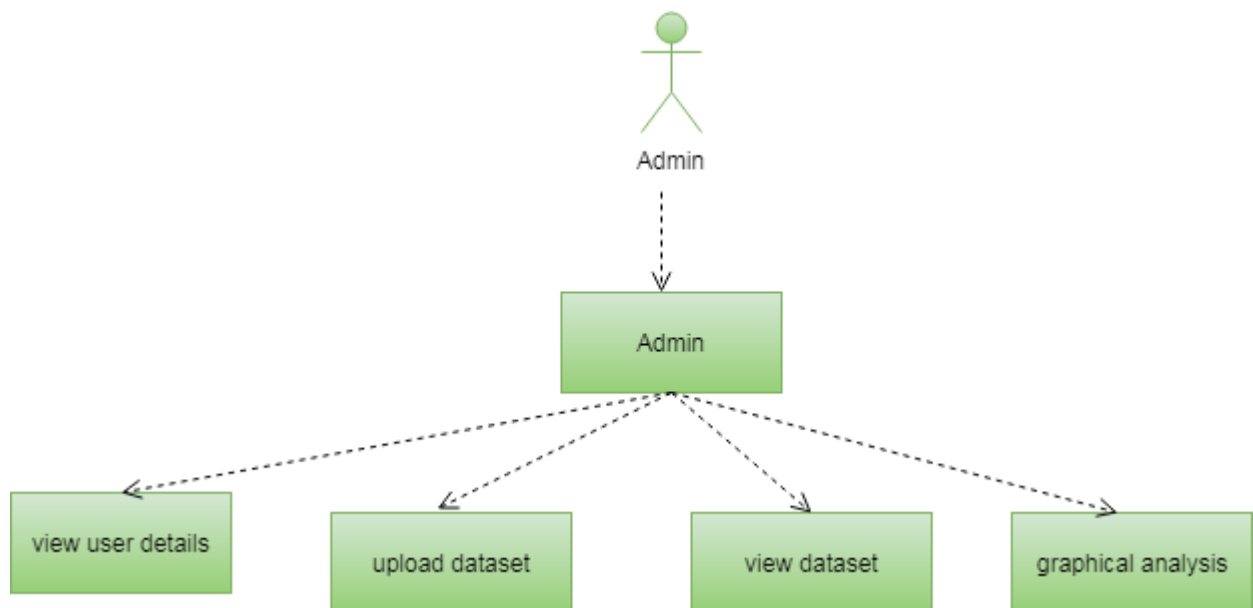 Admin
Admin
view user details
upload dataset
view dataset
graphical analysis